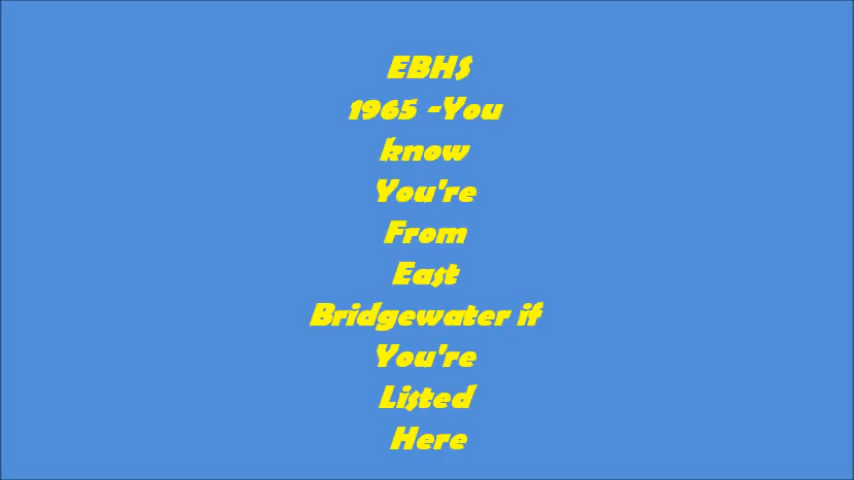 EBHS
1965 -You
know
You're
From
East
Bridgewater if
You're
Listed
Here